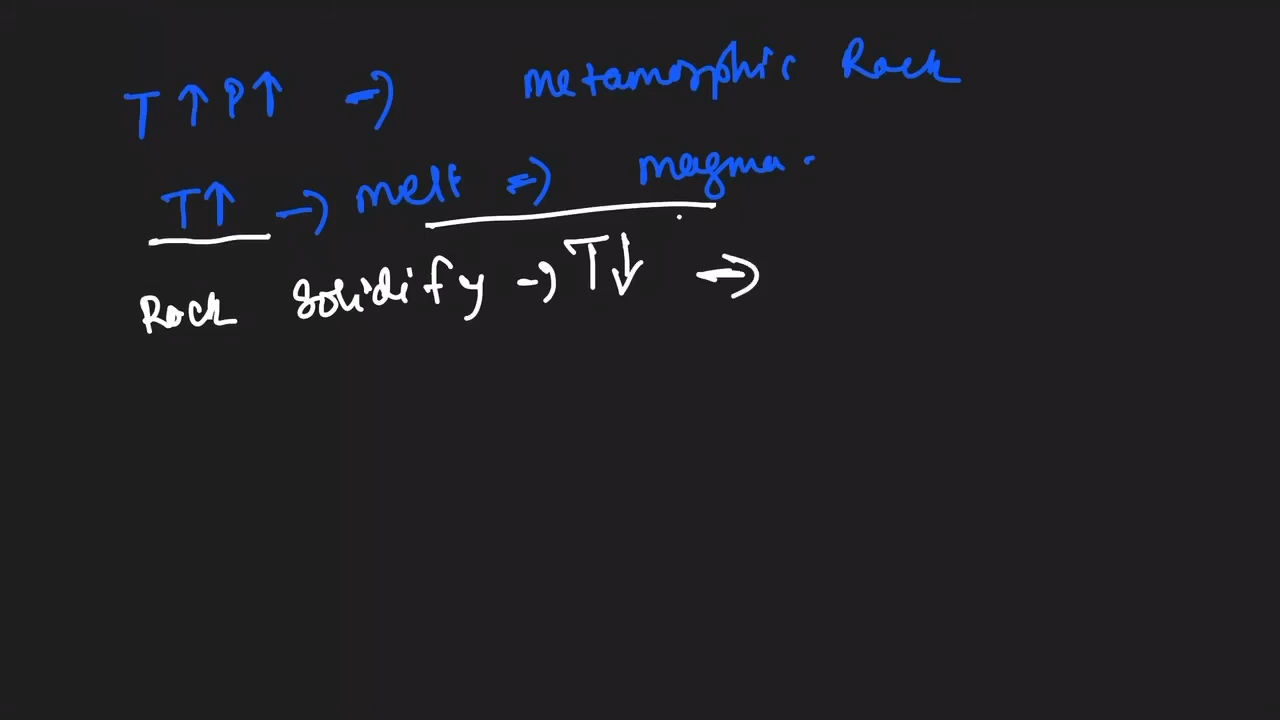 T↑ P↑ → metamorphic Rock
T↑ → melt ⇒ magma.
Rock solidify → T↓ →